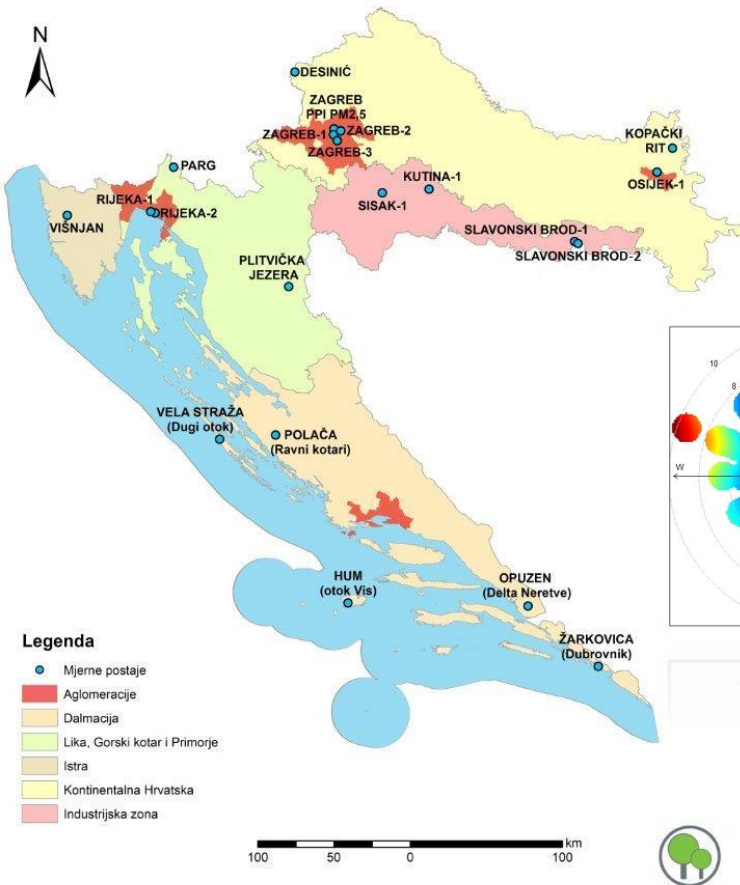 N
DESINIĆ
ZAGREB
PPI PM2,5
ZAGREB-1
ZAGREB-2
ZAGREB-3
KOPAČKI
RIT
OSIJEK-1
PARG
KUTINA-1
SISAK-1
RIJEKA-1
RIJEKA-2
VIŠNJAN
SLAVONSKI BROD-1
SLAVONSKI BROD-2
PLITVIČKA
JEZERA
10
8
W
VELA STRAŽA
(Dugi otok)
POLAČA
(Ravni kotari)
HUM
(otok Vis)
OPUZEN
(Delta Neretve)
ŽARKOVICA
(Dubrovnik)
Legenda
Mjerne postaje
Aglomeracije
Dalmacija
Lika, Gorski kotar i Primorje
Istra
Kontinentalna Hrvatska
Industrijska zona
km
100 50 0 100